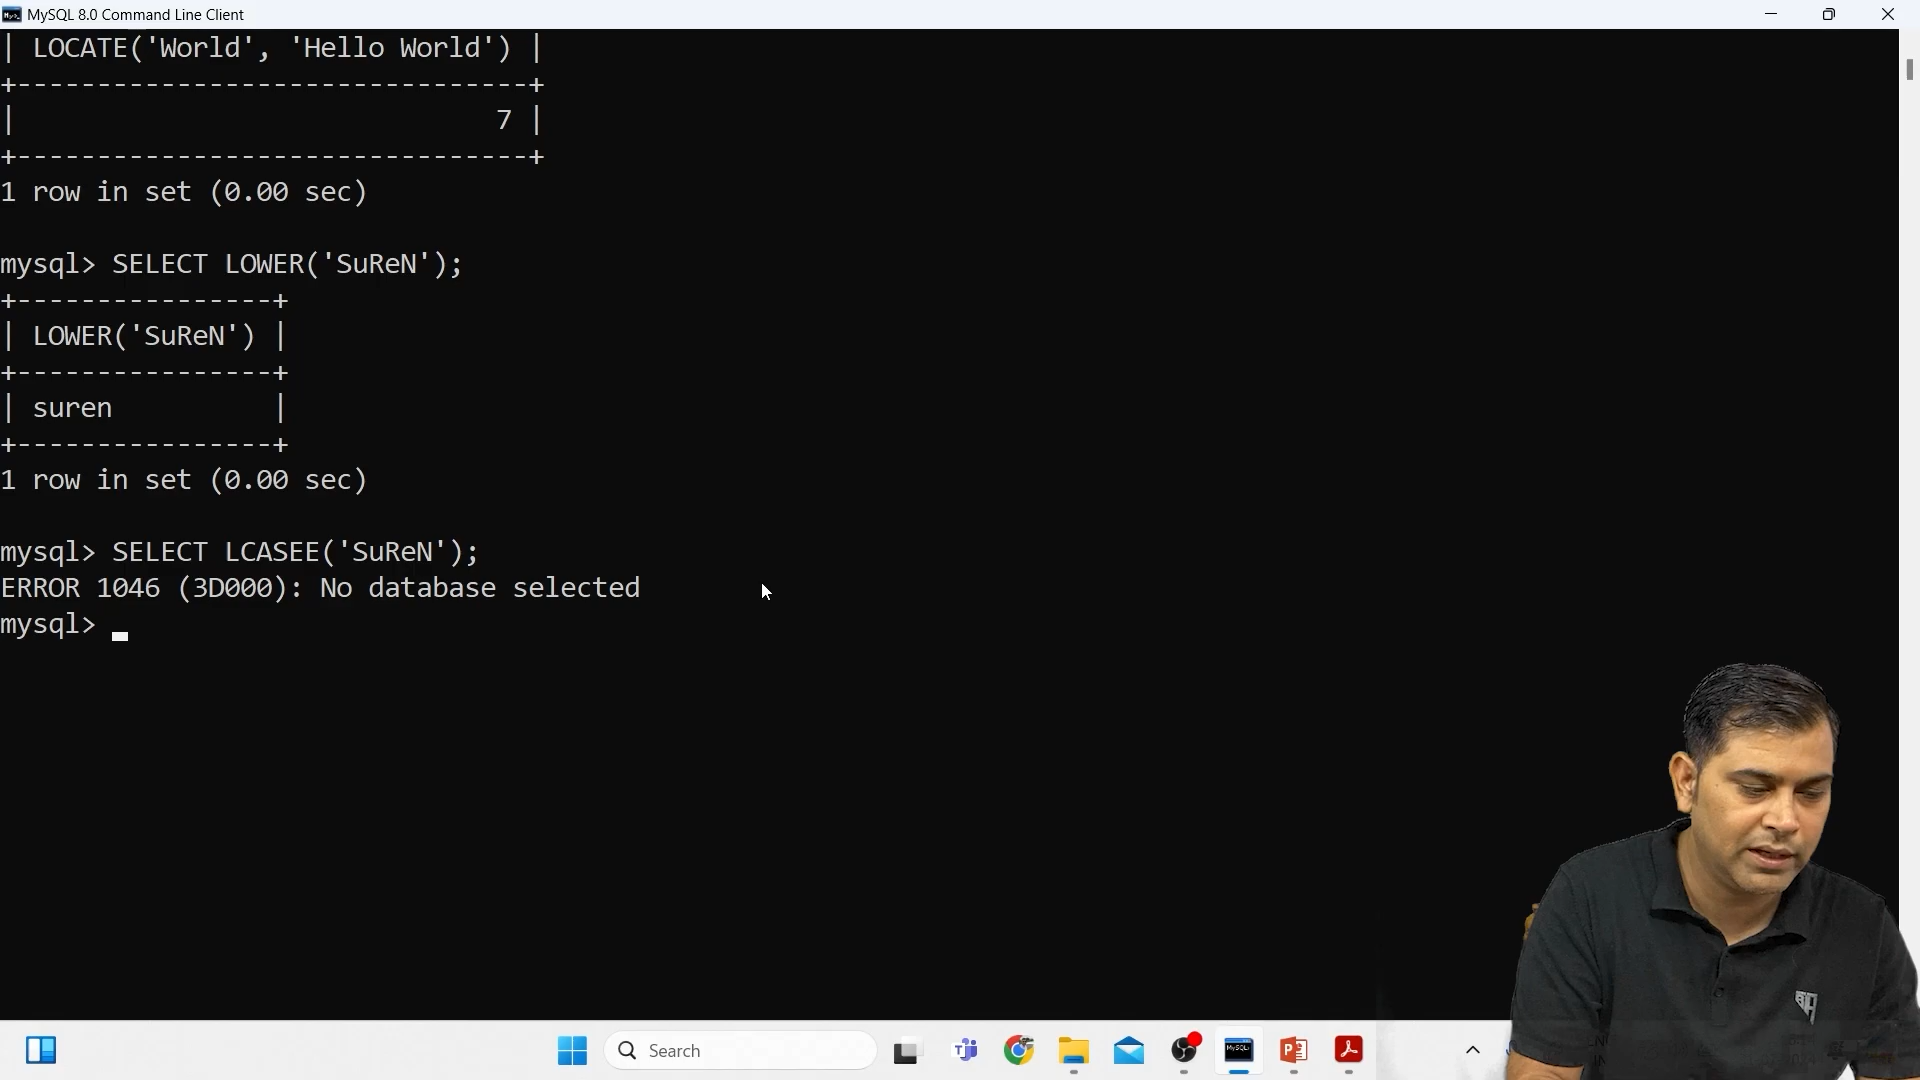 MySQL 8.0 Command Line Client
| LOCATE('World', 'Hello World') |
+--------------------------------+
|                              7 |
+--------------------------------+
1 row in set (0.00 sec)
mysql> SELECT LOWER('SuReN');
+----------------+
| LOWER('SuReN') |
+----------------+
| suren          |
+----------------+
1 row in set (0.00 sec)
mysql> SELECT LCASEE('SuReN');
ERROR 1046 (3D000): No database selected
mysql>
Search